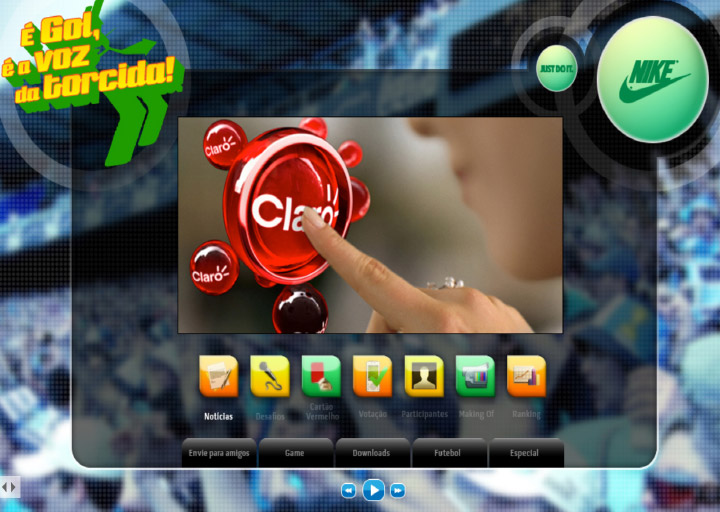 É Gol,
é a voz
da torcida!
JUST DO IT.
NIKE
Claro
Claro
Claro
Notícias
Desafios
Cartão
Vermelho
Votação
Participantes
Making Of
Ranking
Envie para amigos
Game
Downloads
Futebol
Especial